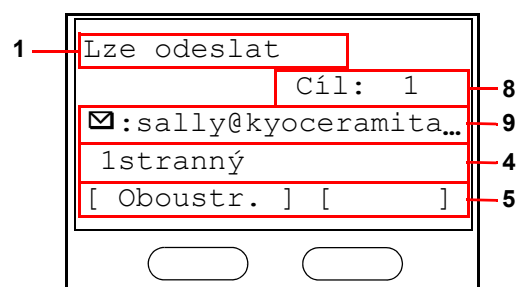 1 Lze odeslat
Cíl: 1 8
:sally@kyoceramita… 9
1stranný 4
[ Oboustr. ] [ ] 5